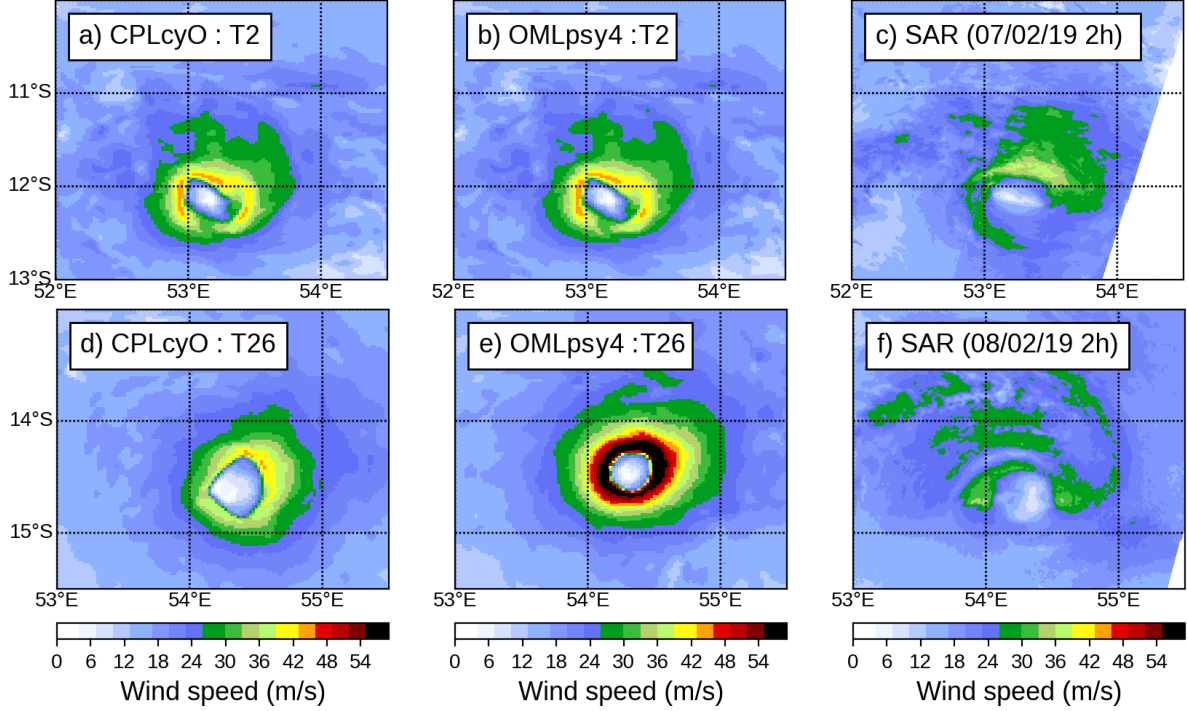 a) CPLcyO : T2
b) OMLpsy4 :T2
c) SAR (07/02/19 2h)
11°S
12°S
13°S
52°E 53°E 54°E
52°E 53°E 54°E
52°E 53°E 54°E
d) CPLcyO : T26
e) OMLpsy4 :T26
f) SAR (08/02/19 2h)
14°S
15°S
53°E 54°E 55°E
53°E 54°E 55°E
53°E 54°E 55°E
0 6 12 18 24 30 36 42 48 54
0 6 12 18 24 30 36 42 48 54
0 6 12 18 24 30 36 42 48 54
Wind speed (m/s)
Wind speed (m/s)
Wind speed (m/s)